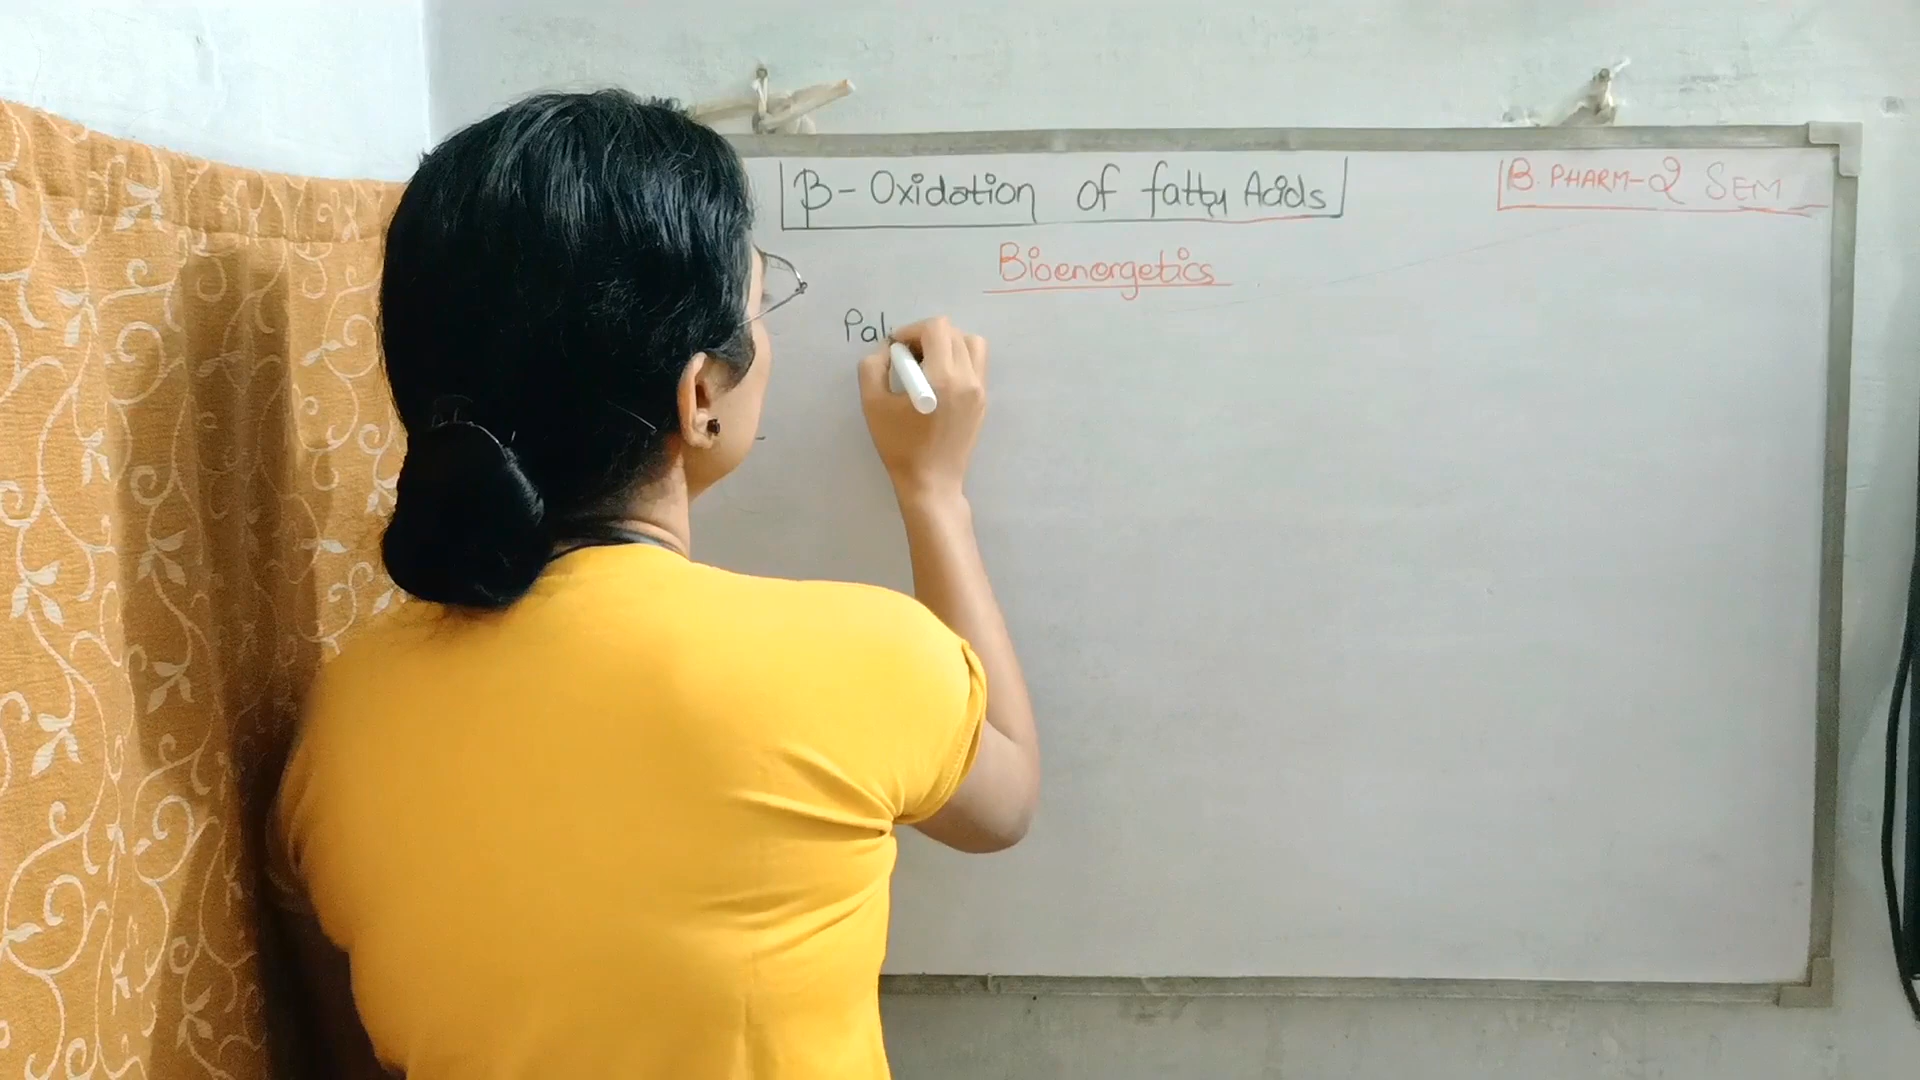 β- Oxidation of fatty Acids
B. PHARM-2 SEM
Bioenergetics
Pal